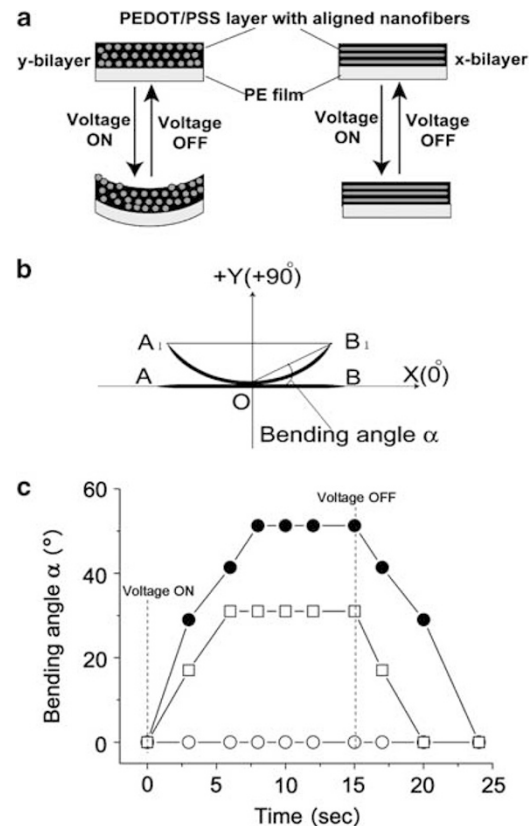 a
PEDOT/PSS layer with aligned nanofibers
y-bilayer
x-bilayer
PE film
Voltage
ON
Voltage
OFF
Voltage
ON
Voltage
OFF
b
+Y(+90°)
A1
B1
A
B
X(0°)
O
Bending angle α
c
60
40
20
0
Bending angle α (°)
Voltage ON
Voltage OFF
0 5 10 15 20 25
Time (sec)